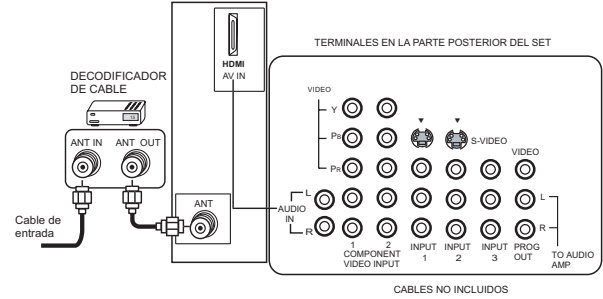 TERMINALES EN LA PARTE POSTERIOR DEL SET
HDMI
AV IN
DECODIFICADOR
DE CABLE
ANT IN
ANT OUT
Cable de
entrada
ANT
VIDEO
Y
PB
PR
S-VIDEO
VIDEO
L
AUDIO
IN
R
L
R
1
2
COMPONENT
VIDEO INPUT
INPUT
1
INPUT
2
INPUT
3
PROG
OUT
TO AUDIO
AMP
CABLES NO INCLUIDOS